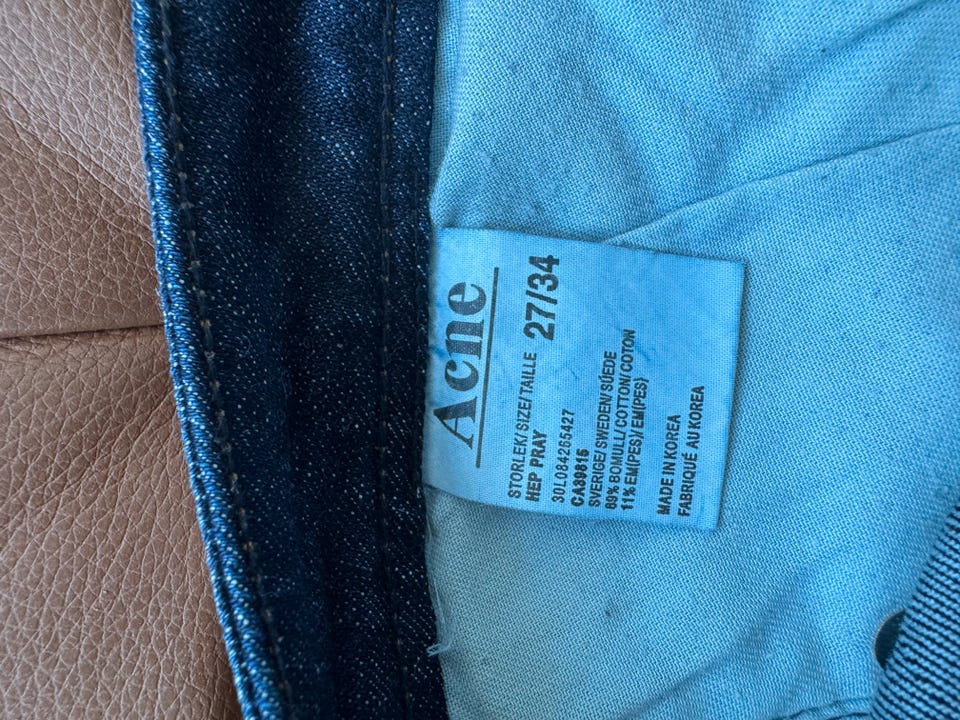 Acne
STORLEK/SIZE/TAILLE 27/34
HEP PRAY
30L084265427
CA39815
SVERIGE/SWEDEN/SÚEDE
89% BOMULL/COTTON/COTON
11% EM(PES)/EM(PES)
MADE IN KOREA
FABRIQUÉ AU KOREA